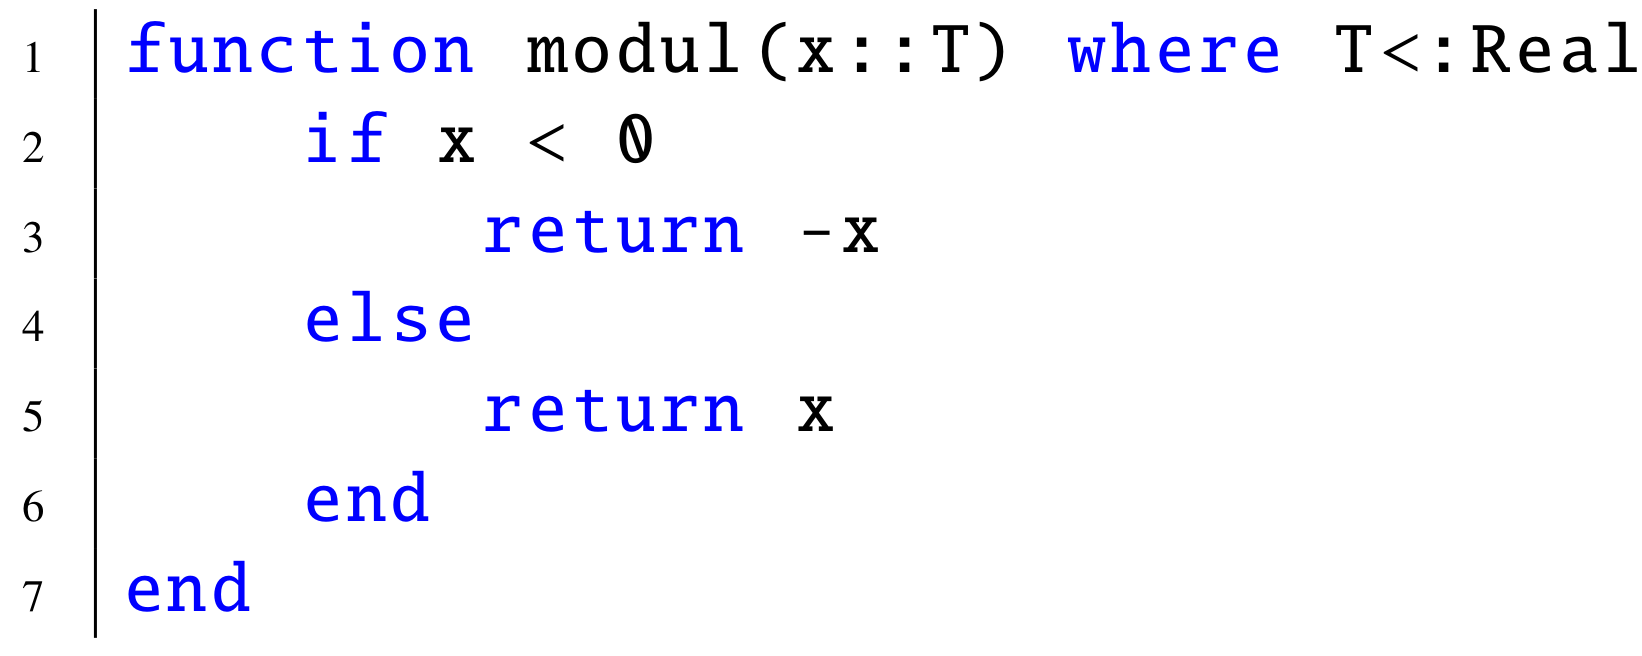 1 function modul(x::T) where T<:Real
2     if x < 0
3         return -x
4     else
5         return x
6     end
7 end